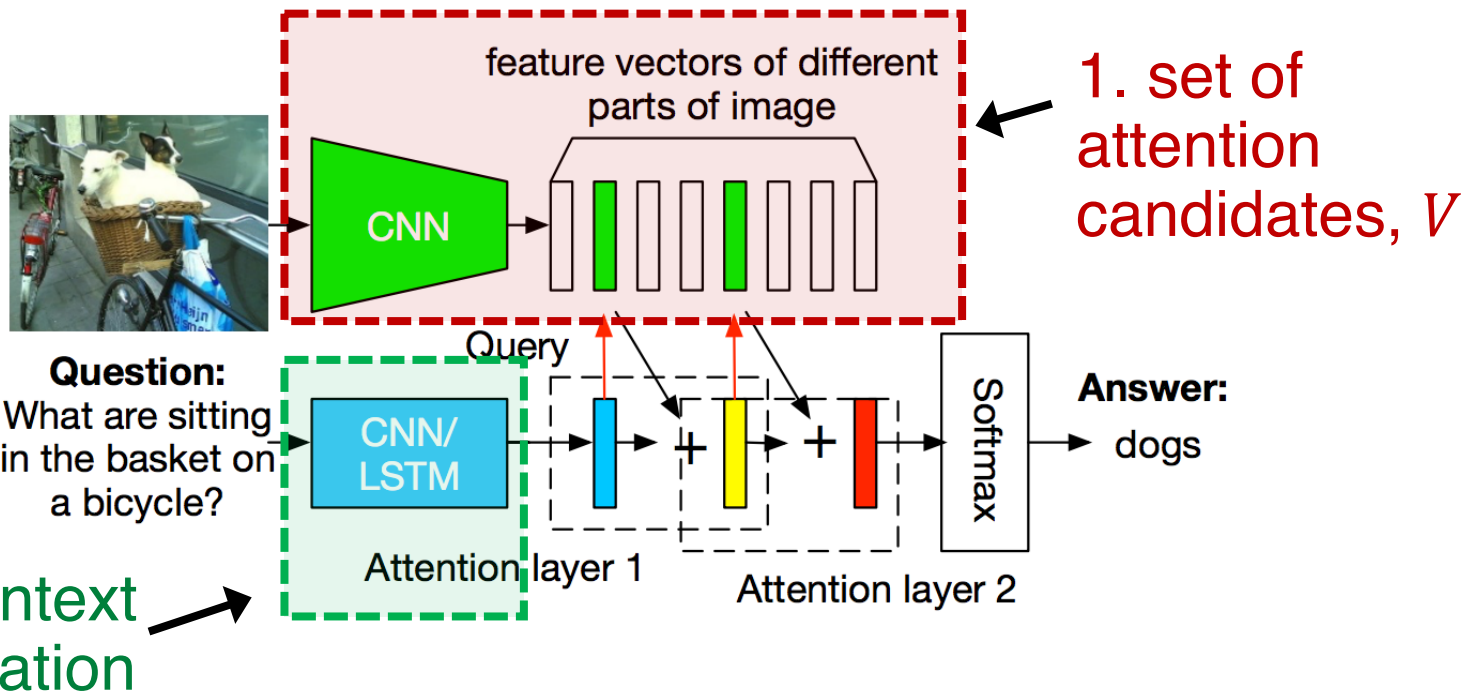 feature vectors of different
parts of image
1. set of
attention
candidates, V
CNN
Query
Question:
What are sitting
in the basket on
a bicycle?
CNN/
LSTM
+
+
Softmax
Answer:
dogs
Attention layer 1
Attention layer 2
ntext
ation